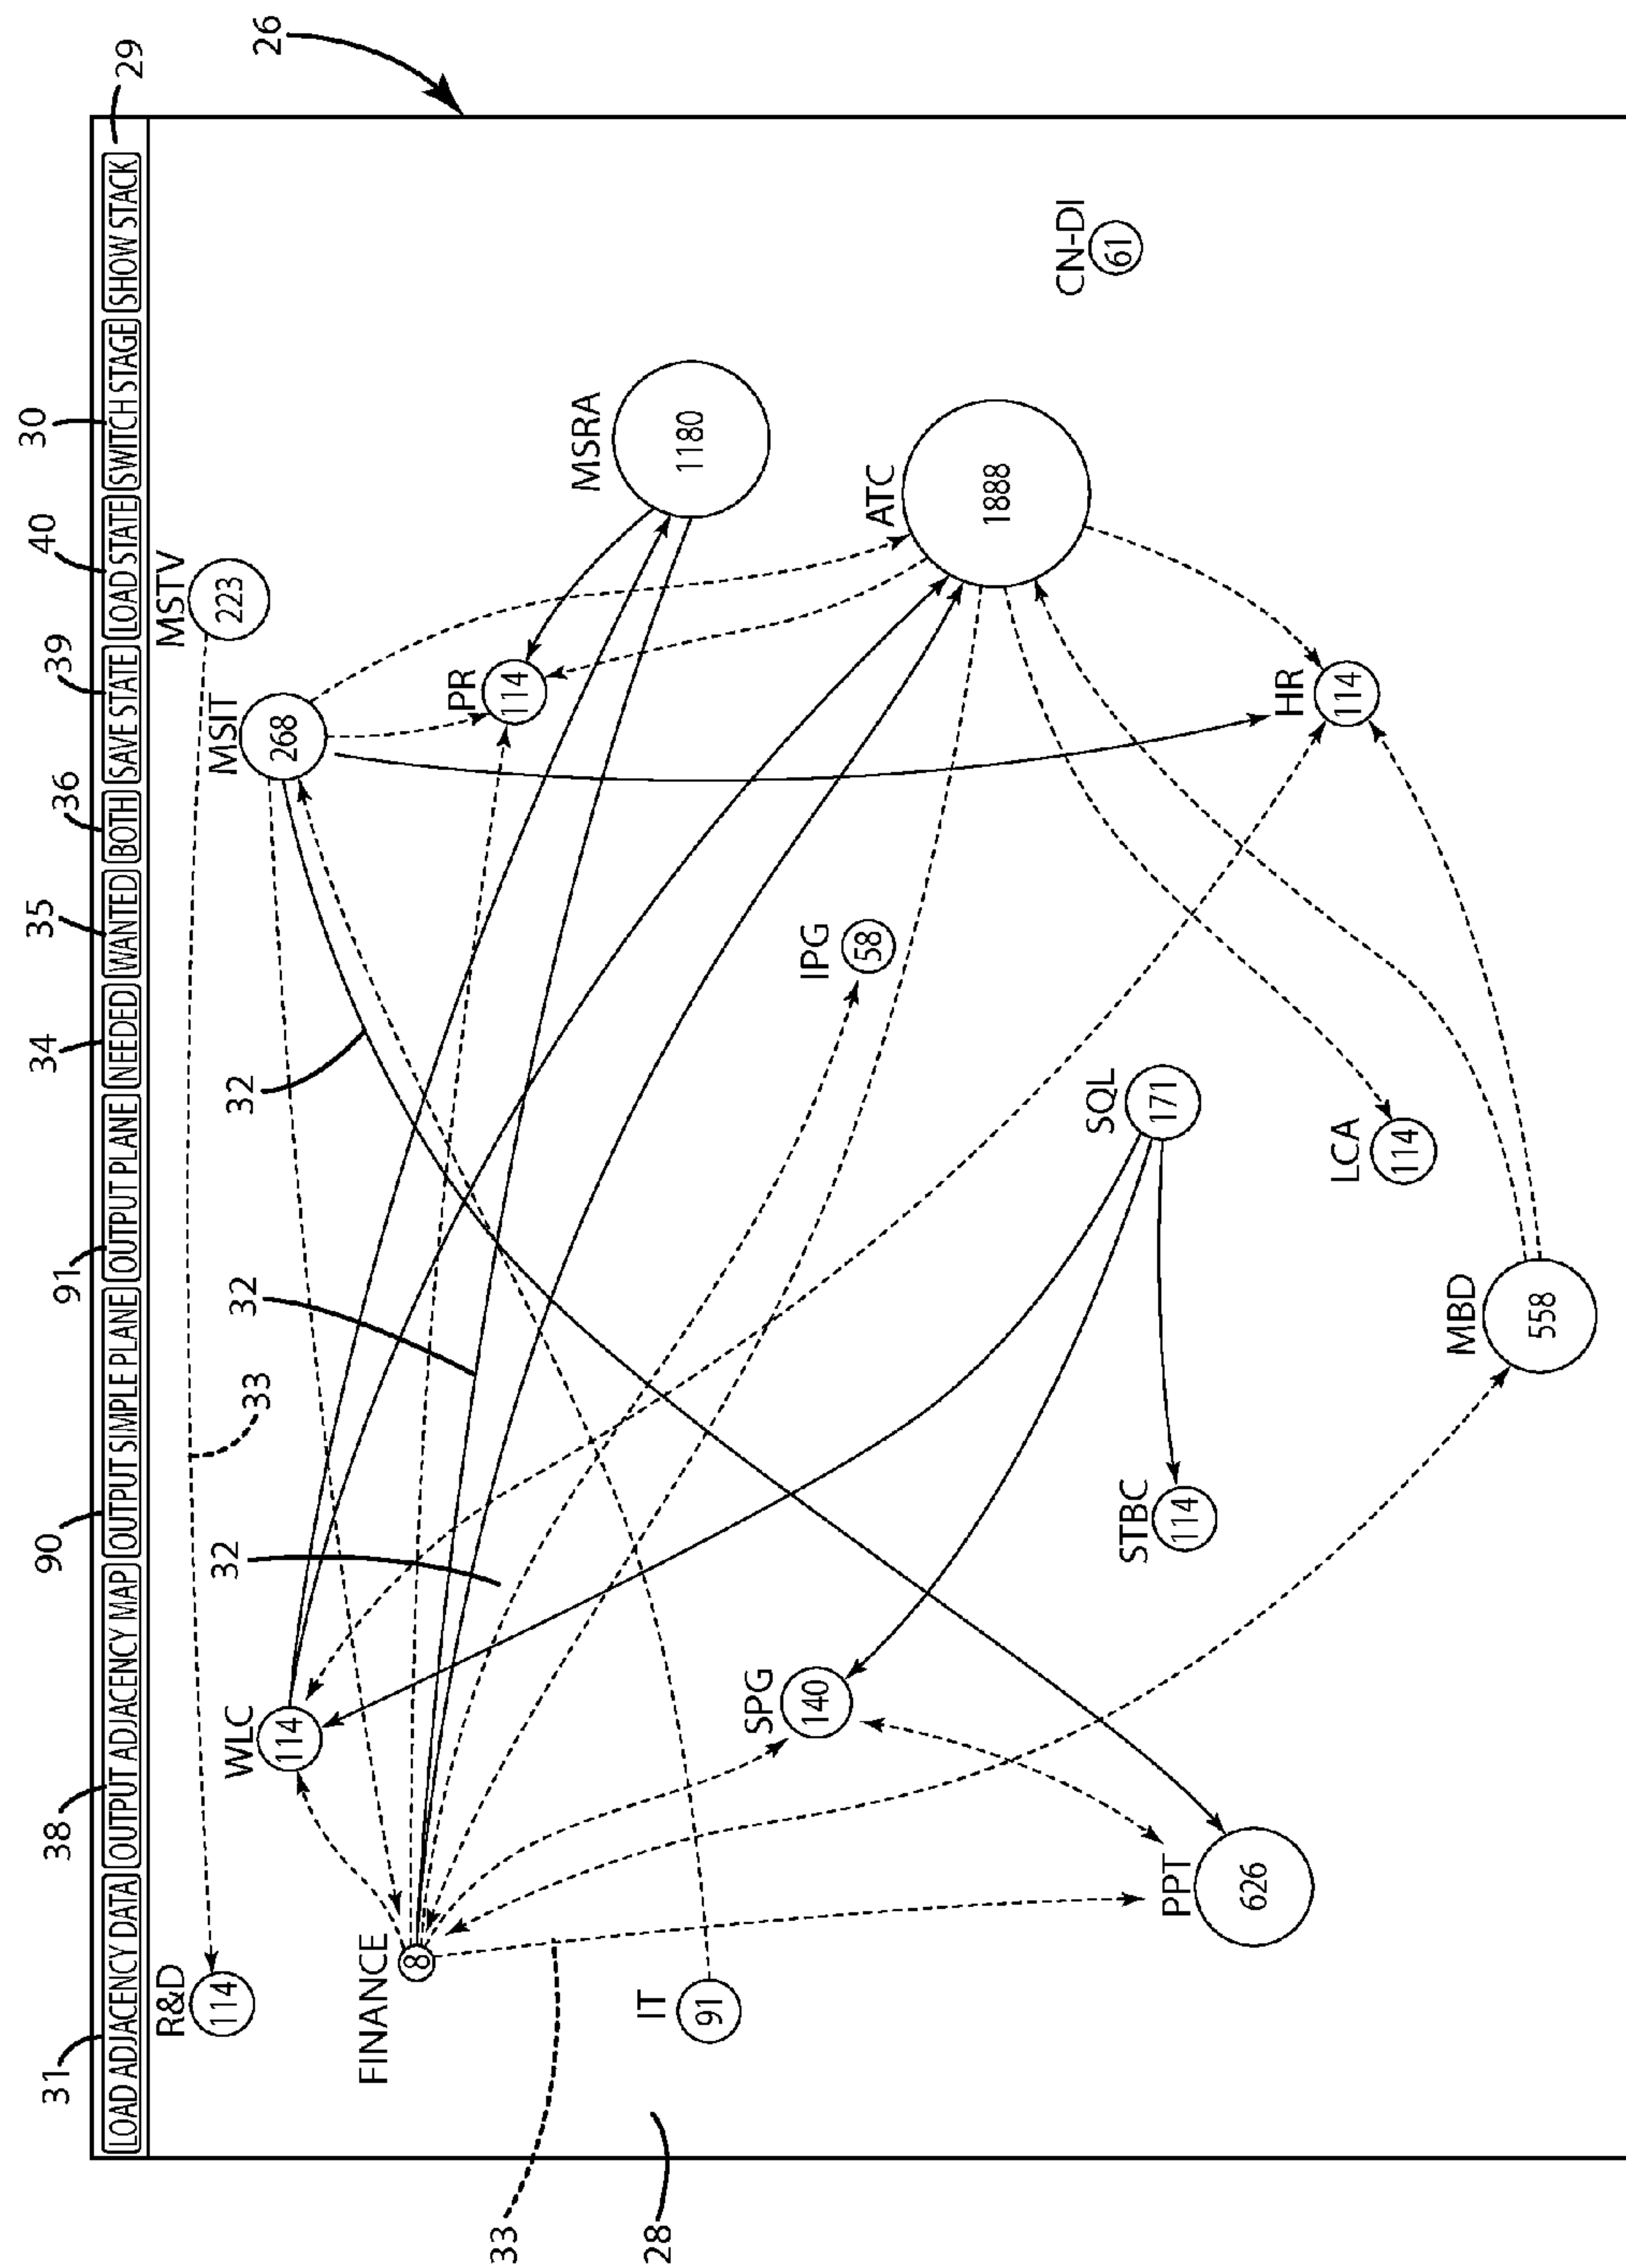 26
31 38 90 91 34 35 36 39 40 30 29
LOAD ADJACENCY DATA OUTPUT ADJACENCY MAP OUTPUT SIMPLE PLANE OUTPUT PLANE NEEDED WANTED BOTH SAVE STATE LOAD STATE SWITCH STAGE SHOW STACK
R&D
114
MSTV
223
33
WLC
114
32
32
32
MSIT
268
FINANCE
8
PR
114
MSRA
1180
33
IT
91
28
SPG
140
IPG
58
ATC
1888
CN-DI
61
SQL
171
STBC
114
PPT
626
HR
114
LCA
114
MBD
558